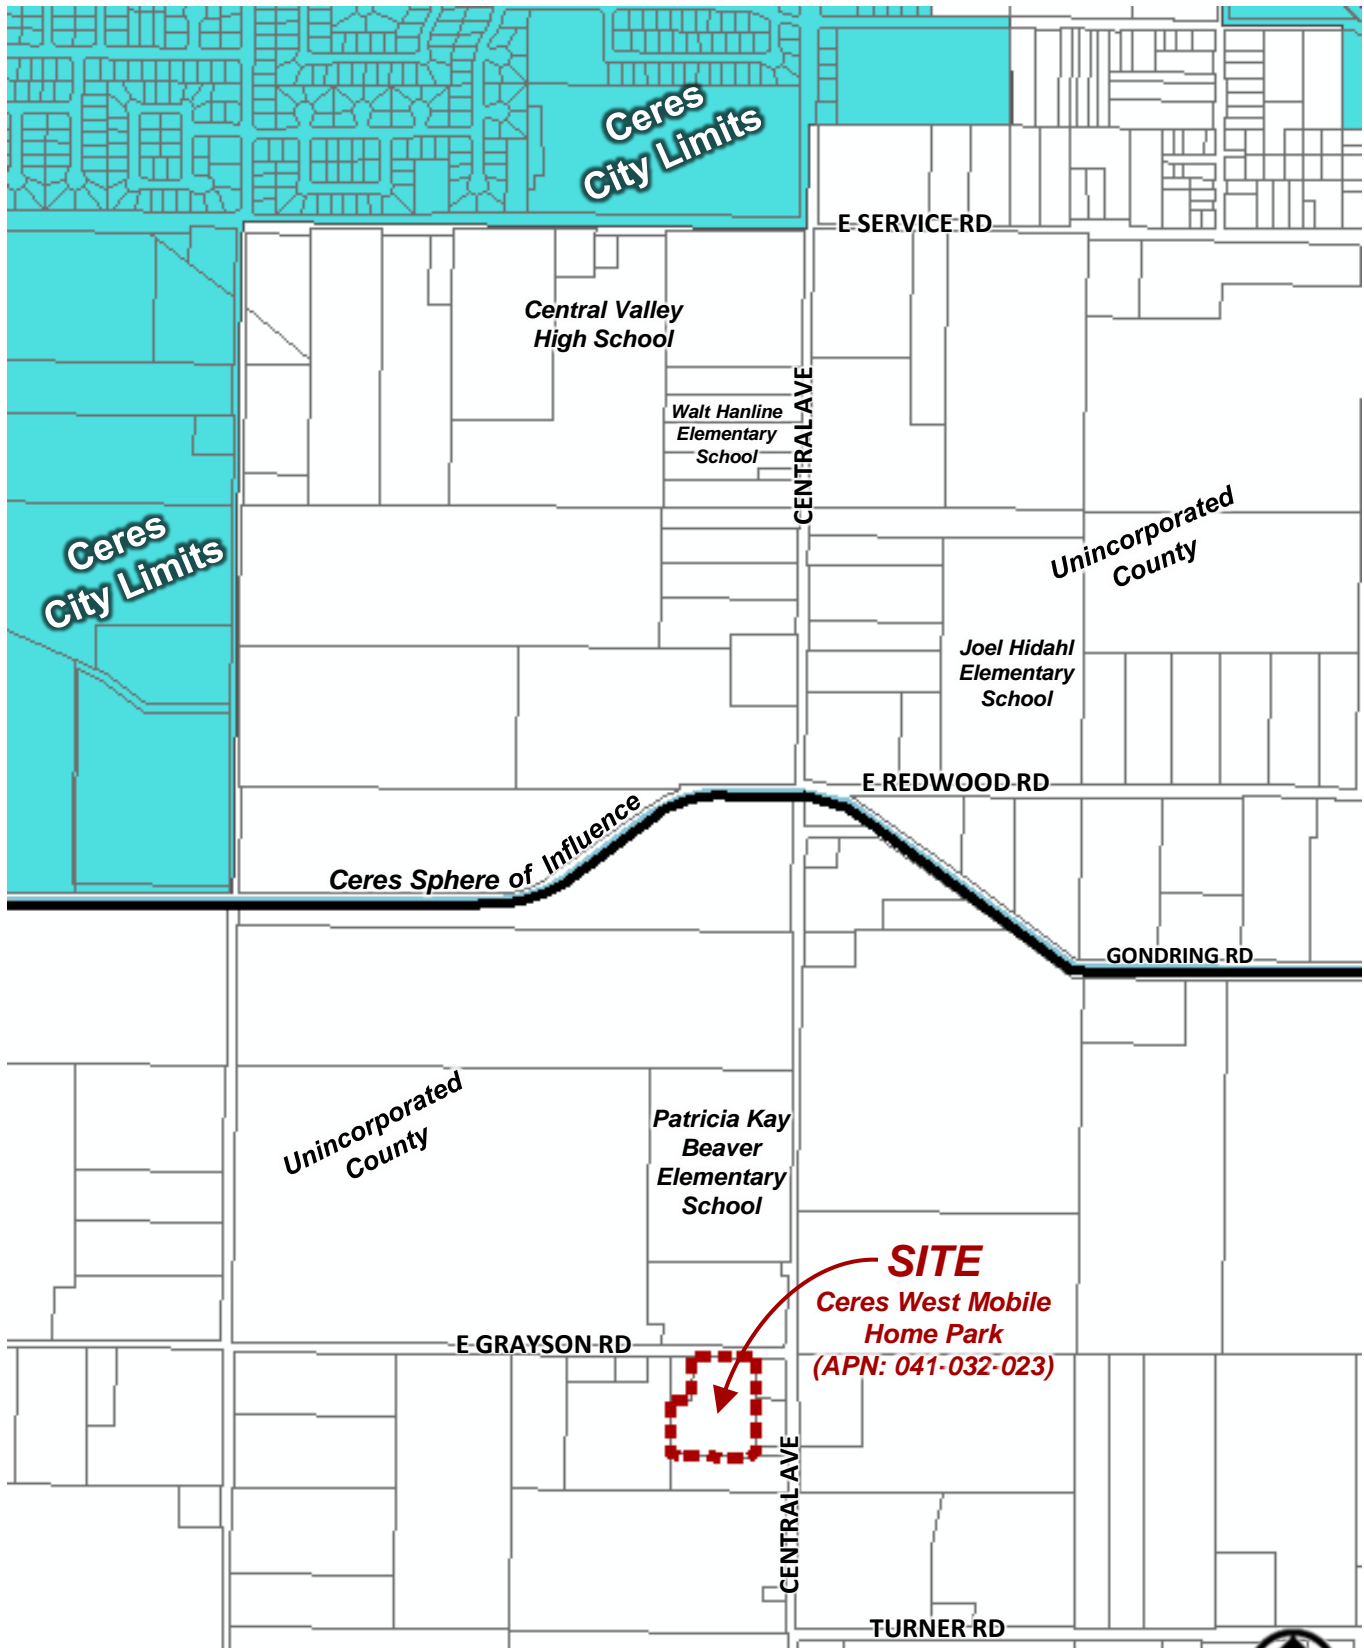 Ceres
City Limits
E SERVICE RD
Central Valley
High School
CENTRAL AVE
Walt Hanline
Elementary
School
Unincorporated
County
Ceres
City Limits
Joel Hidahl
Elementary
School
E REDWOOD RD
Ceres Sphere of Influence
GONDRING RD
Unincorporated
County
Patricia Kay
Beaver
Elementary
School
SITE
Ceres West Mobile
Home Park
(APN: 041-032-023)
E GRAYSON RD
CENTRAL AVE
TURNER RD